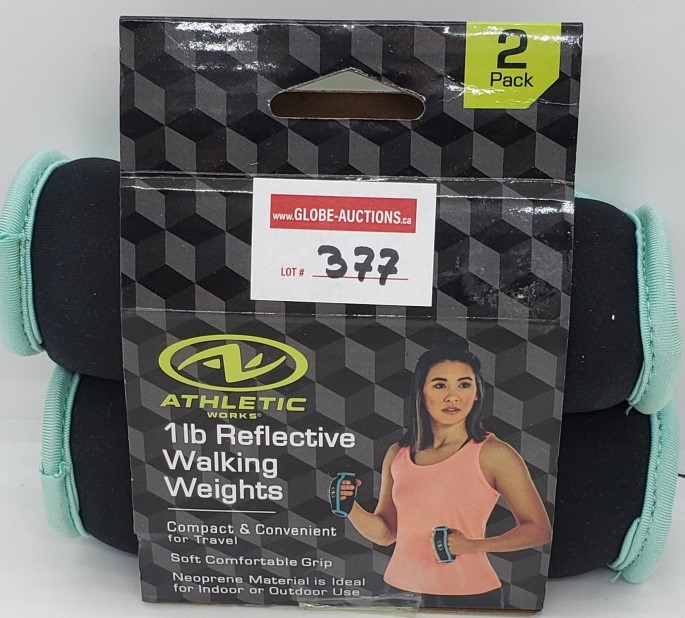 2
Pack
www.GLOBE-AUCTIONS.ca
LOT # 377
ATHLETIC
WORKS®
1lb Reflective
Walking
Weights
Compact & Convenient
for Travel
Soft Comfortable Grip
Neoprene Material is Ideal
for Indoor or Outdoor Use